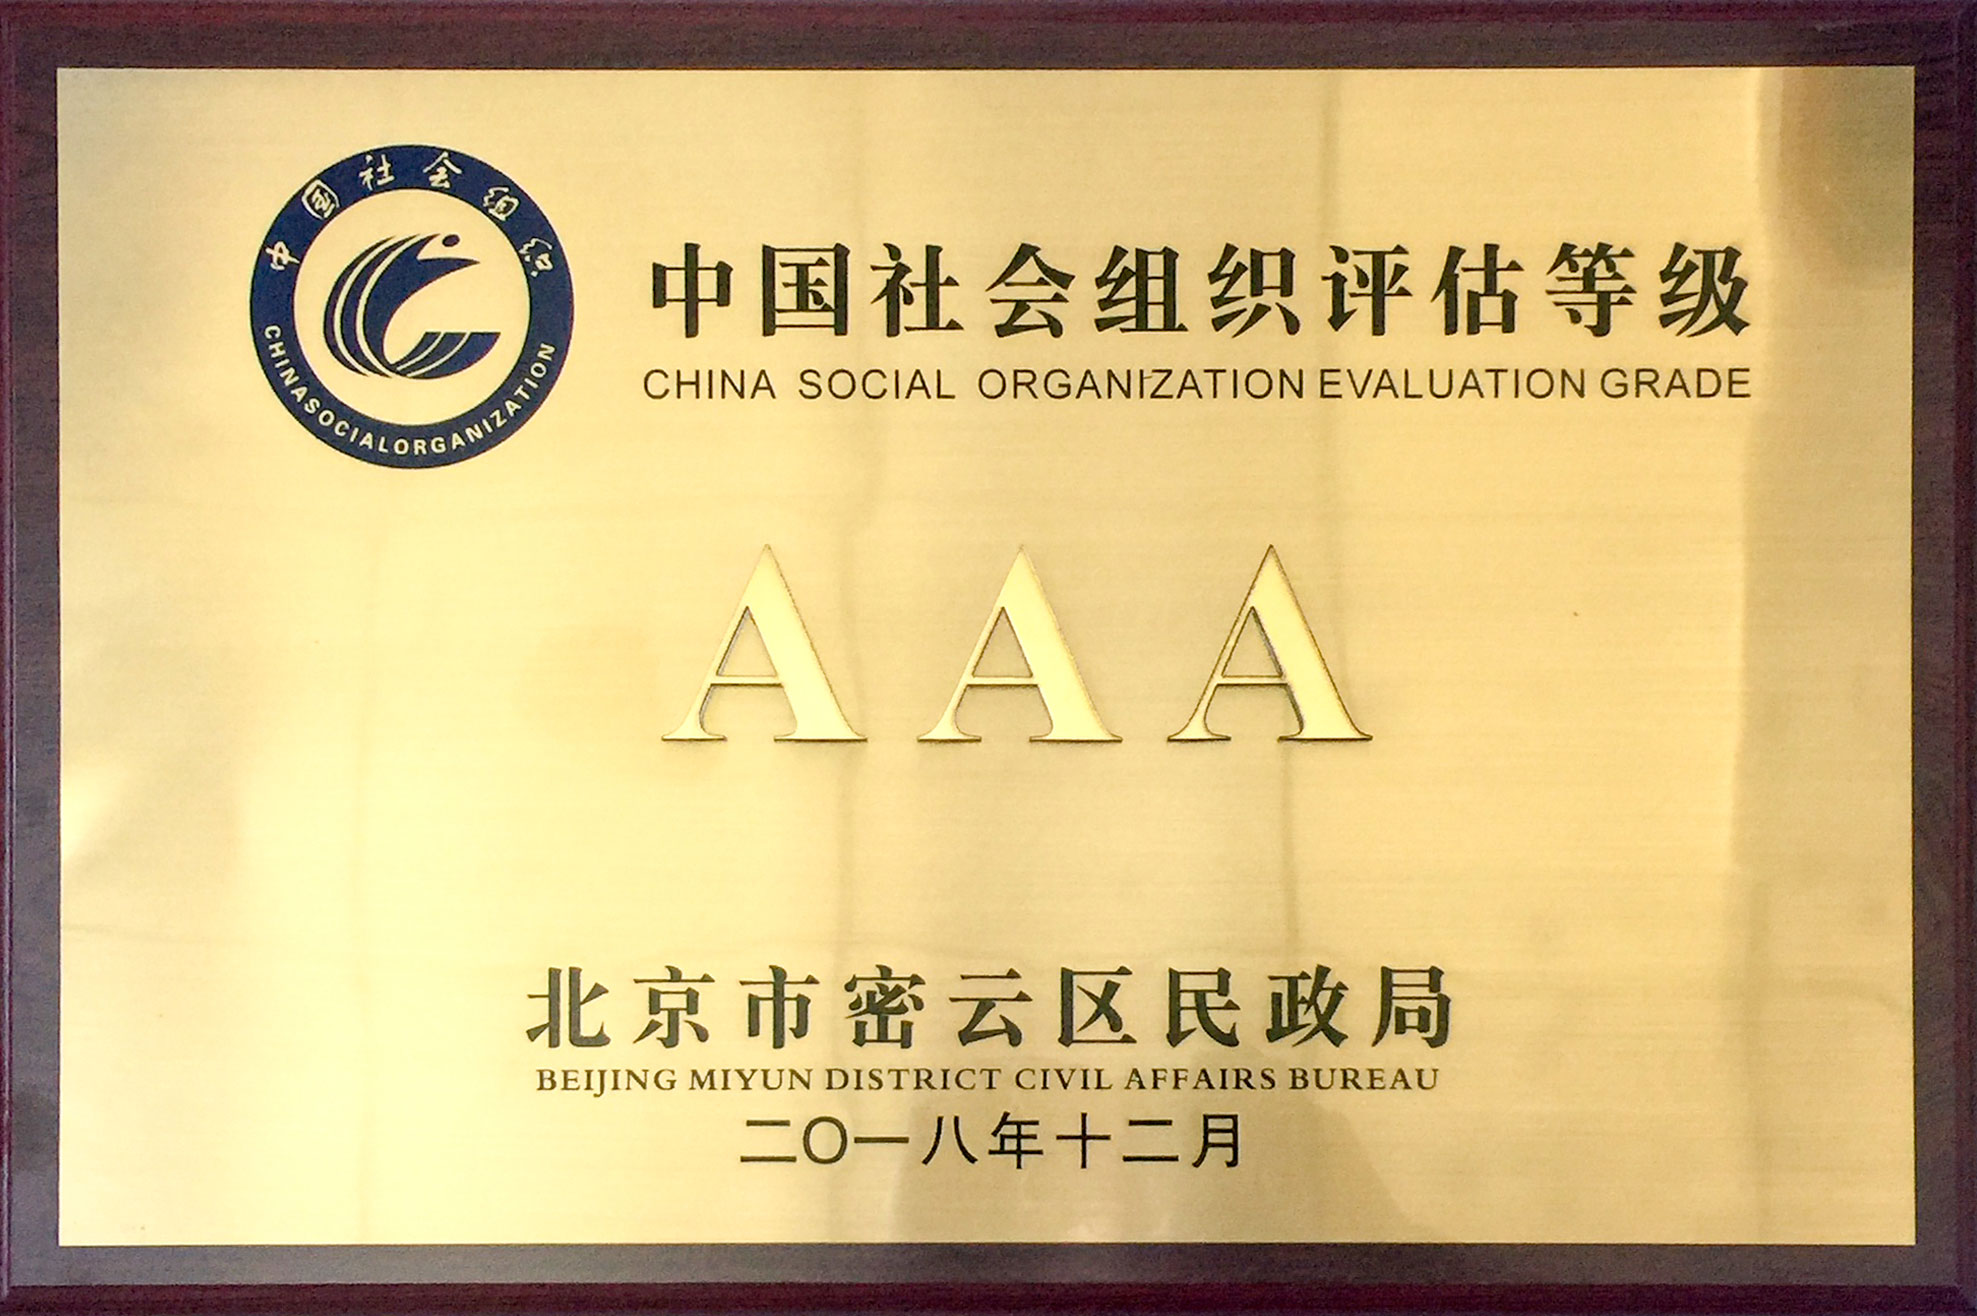 中国社会组织
CHINASOCIALORGANIZATION
中国社会组织评估等级
CHINA SOCIAL ORGANIZATION EVALUATION GRADE
AAA
北京市密云区民政局
BEIJING MIYUN DISTRICT CIVIL AFFAIRS BUREAU
二〇一八年十二月